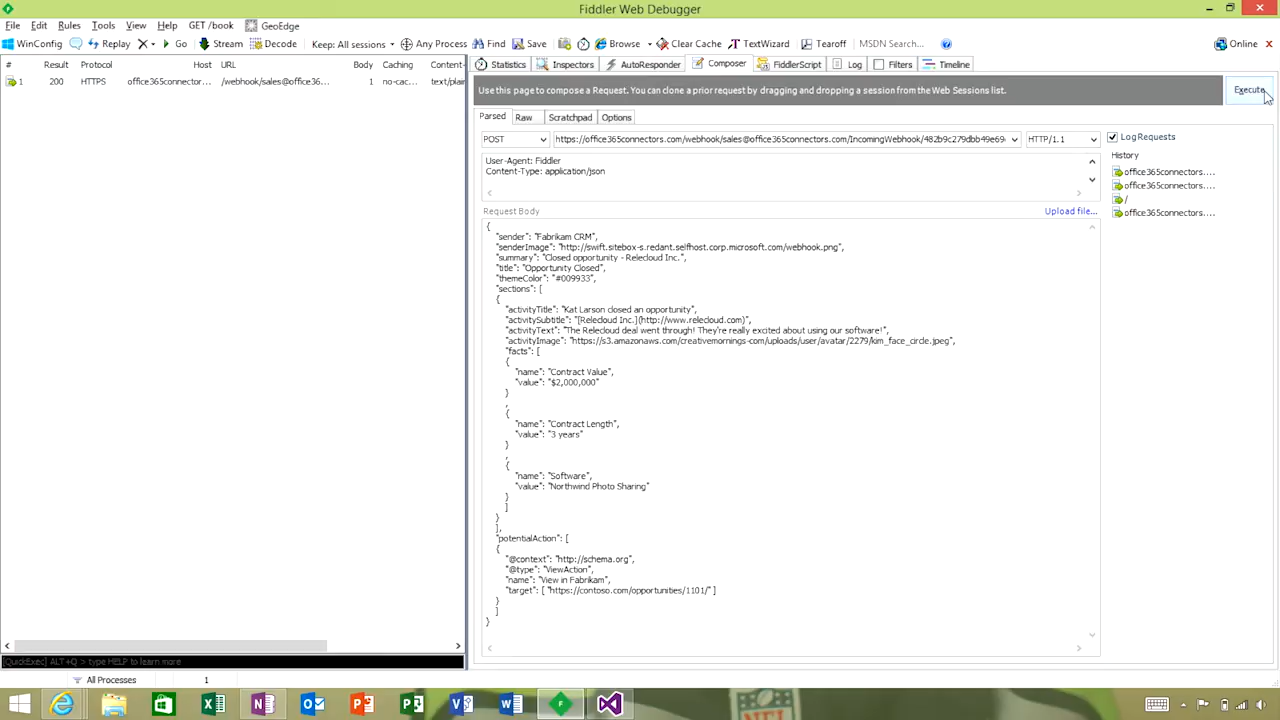 Fiddler Web Debugger
File Edit Rules Tools View Help GET /book GeoEdge
WinConfig Replay Go Stream Decode Keep: All sessions Any Process Find Save Browse Clear Cache TextWizard Tearoff MSDN Search... Online
# Result Protocol Host URL Body Caching Content-
1 200 HTTPS office365connector... /webhook/sales@office36... 1 no-cac... text/plain
Statistics Inspectors AutoResponder Composer FiddlerScript Log Filters Timeline
Use this page to compose a Request. You can clone a prior request by dragging and dropping a session from the Web Sessions list.
Execute
Parsed Raw Scratchpad Options
POST https://office365connectors.com/webhook/sales@office365connectors.com/IncomingWebhook/482b9c279dbb49e69 HTTP/1.1
Log Requests
History
office365connectors....
office365connectors....
/
office365connectors....
User-Agent: Fiddler
Content-Type: application/json
Request Body Upload file...
{
"sender": "Fabrikam CRM",
"senderImage": "http://swift.sitebox-s.redant.selfhost.corp.microsoft.com/webhook.png",
"summary": "Closed opportunity - Relecloud Inc.",
"title": "Opportunity Closed",
"themeColor": "#009933",
"sections": [
{
"activityTitle": "Kat Larson closed an opportunity",
"activitySubtitle": "[Relecloud Inc.](http://www.relecloud.com)",
"activityText": "The Relecloud deal went through! They're really excited about using our software!",
"activityImage": "https://s3.amazonaws.com/creativemornings-com/uploads/user/avatar/2279/kim_face_circle.jpeg",
"facts": [
{
"name": "Contract Value",
"value": "$2,000,000"
}
,
{
"name": "Contract Length",
"value": "3 years"
}
,
{
"name": "Software",
"value": "Northwind Photo Sharing"
}
]
}
],
"potentialAction": [
{
"@context": "http://schema.org",
"@type": "ViewAction",
"name": "View in Fabrikam",
"target": [ "https://contoso.com/opportunities/1101/" ]
}
]
}
[QuickExec] ALT+Q > type HELP to learn more
All Processes 1